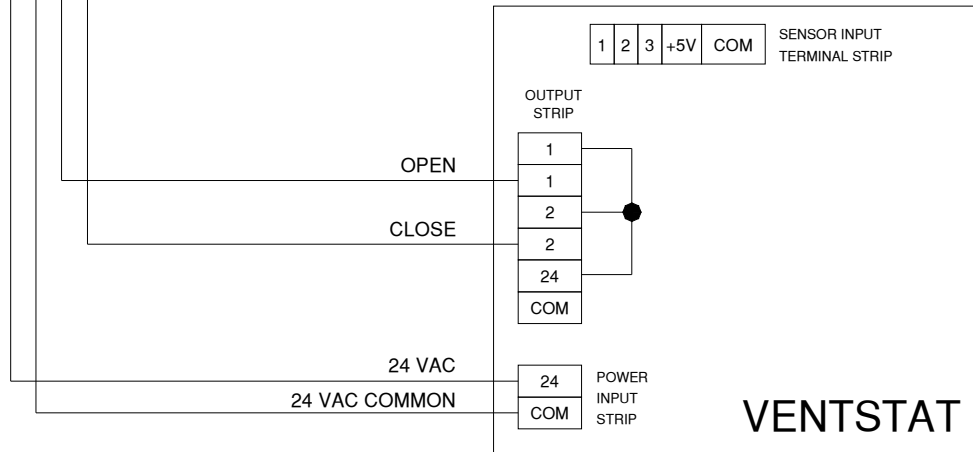 1 2 3 +5V COM
SENSOR INPUT
TERMINAL STRIP
OUTPUT
STRIP
1
OPEN
1
2
CLOSE
2
24
COM
24 VAC
24
24 VAC COMMON
COM
POWER
INPUT
STRIP
VENTSTAT